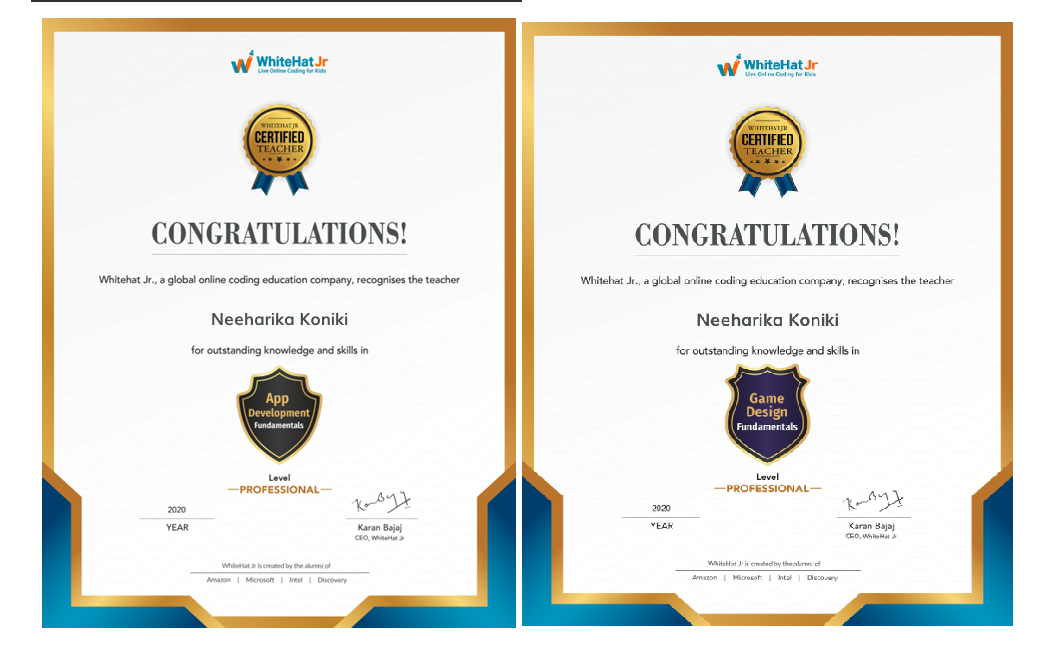 WhiteHat Jr
Live Online Coding for Kids
WHITEHAT JR
CERTIFIED
TEACHER
CONGRATULATIONS!
Whitehat Jr., a global online coding education company, recognises the teacher
Neeharika Koniki
for outstanding knowledge and skills in
App
Development
Fundamentals
Level
PROFESSIONAL
2020
YEAR
Karan Bajaj
CEO, WhiteHat Jr
WhiteHat Jr is created by the alumni of
Amazon | Microsoft | Intel | Discovery
WhiteHat Jr
Live Online Coding for Kids
WHITEHAT JR
CERTIFIED
TEACHER
CONGRATULATIONS!
Whitehat Jr., a global online coding education company, recognises the teacher
Neeharika Koniki
for outstanding knowledge and skills in
Game
Design
Fundamentals
Level
PROFESSIONAL
2020
YEAR
Karan Bajaj
CEO, WhiteHat Jr
WhiteHat Jr is created by the alumni of
Amazon | Microsoft | Intel | Discovery